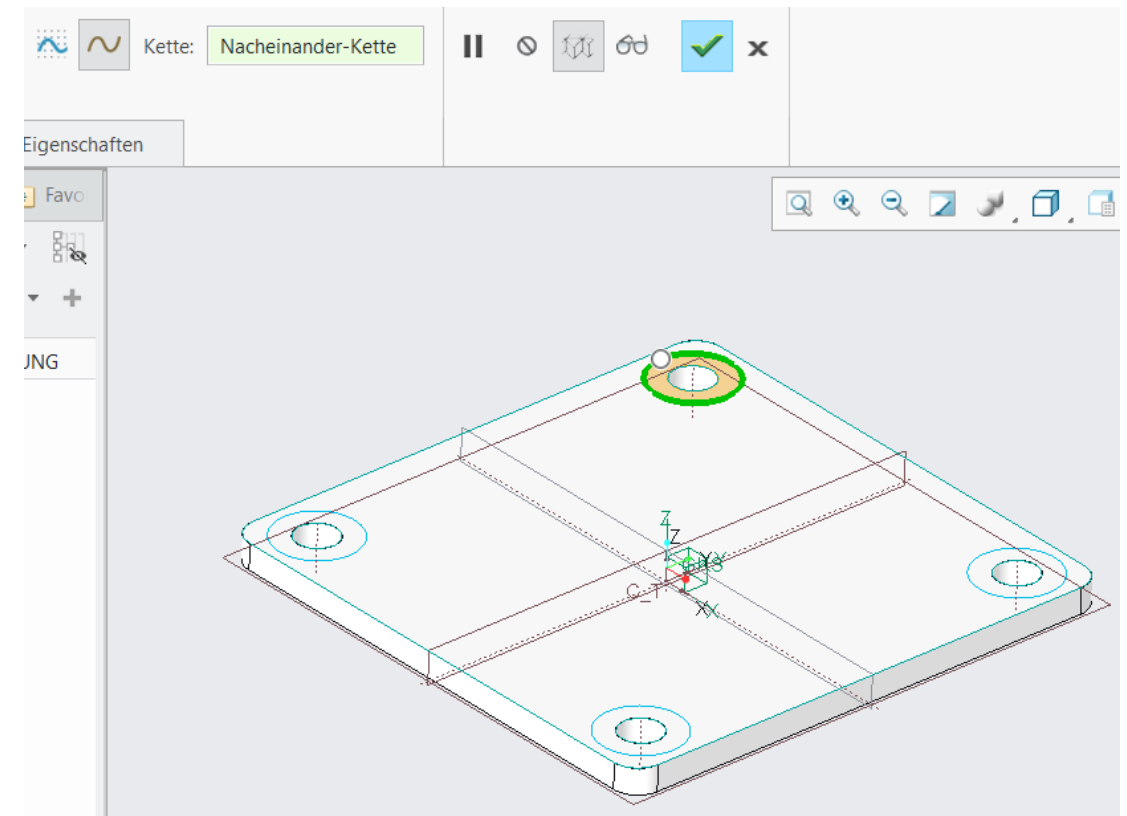 Kette: Nacheinander-Kette
Eigenschaften
Favo
UNG
Z
Z
C_T
X X